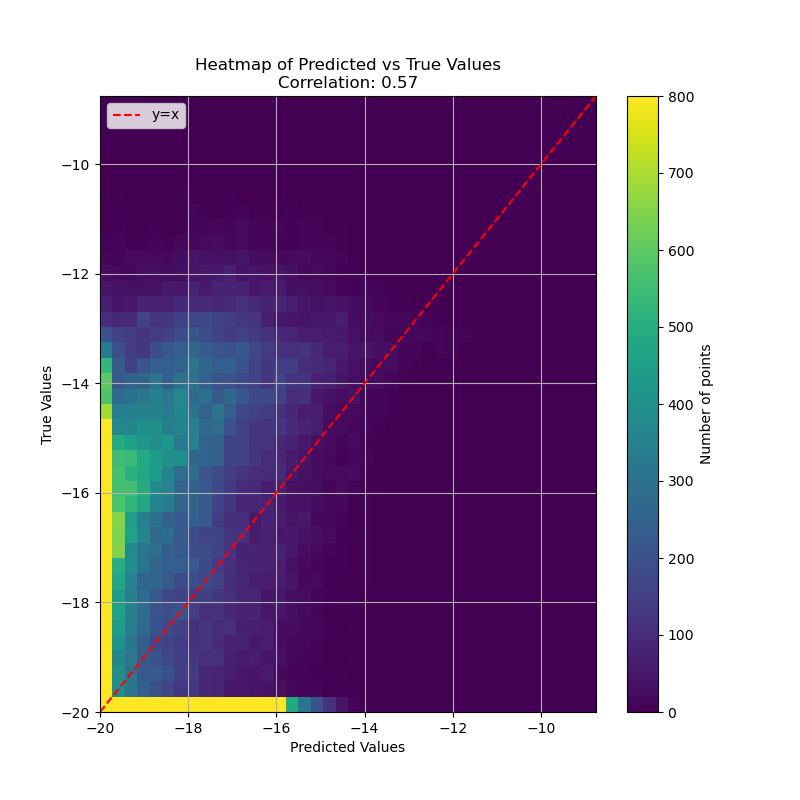 Heatmap of Predicted vs True Values
Correlation: 0.57
y=x
True Values
−10
−12
−14
−16
−18
−20
−20 −18 −16 −14 −12 −10
Predicted Values
800
700
600
500
400
300
200
100
0
Number of points